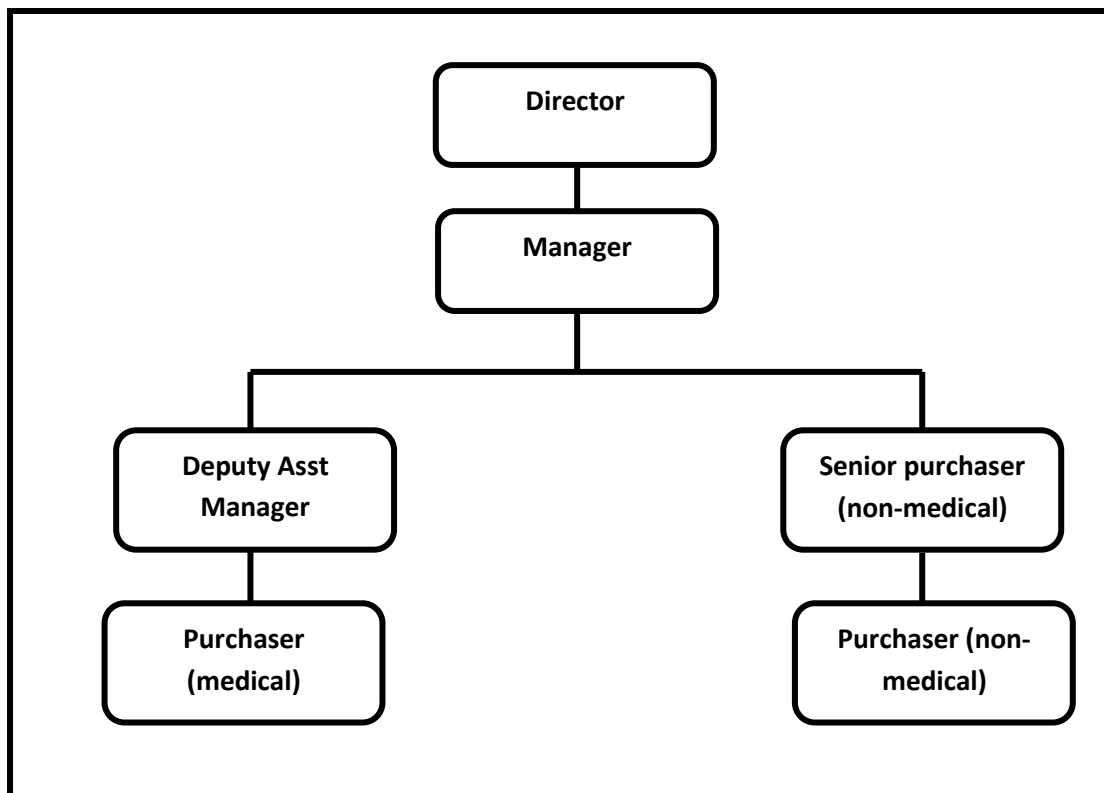 Director
Manager
Deputy Asst
Manager
Senior purchaser
(non-medical)
Purchaser
(medical)
Purchaser (non-
medical)